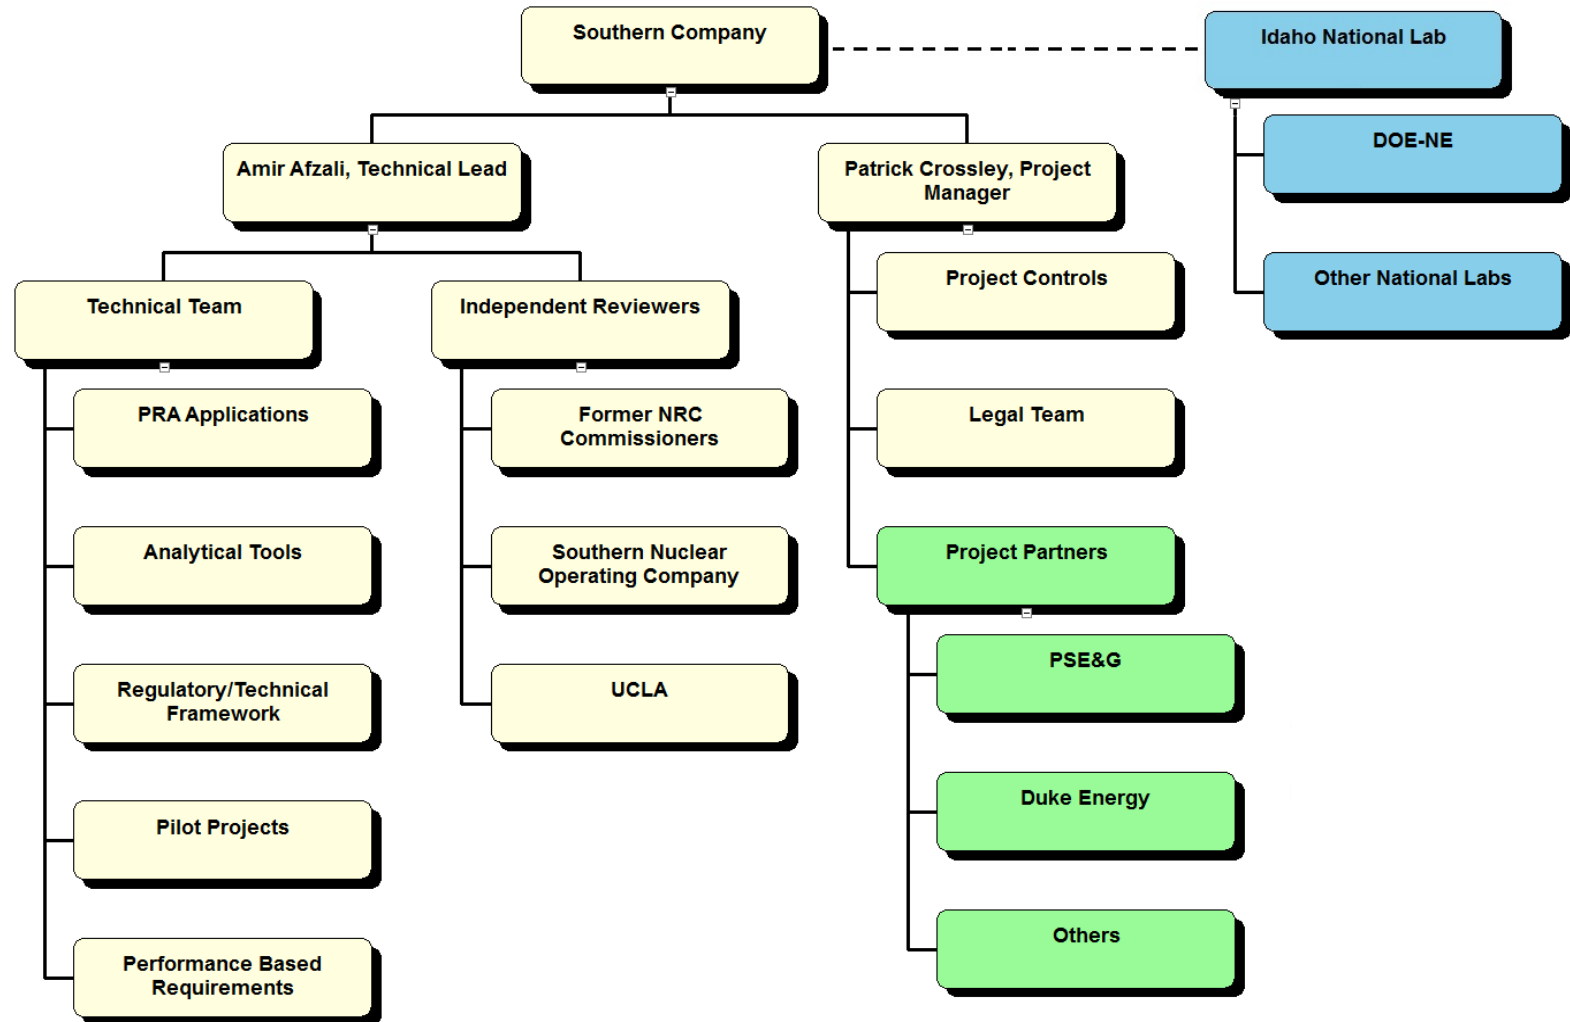 Southern Company
Idaho National Lab
DOE-NE
Other National Labs
Amir Afzali, Technical Lead
Patrick Crossley, Project
Manager
Technical Team
PRA Applications
Analytical Tools
Regulatory/Technical
Framework
Pilot Projects
Performance Based
Requirements
Independent Reviewers
Former NRC
Commissioners
Southern Nuclear
Operating Company
UCLA
Project Controls
Legal Team
Project Partners
PSE&G
Duke Energy
Others